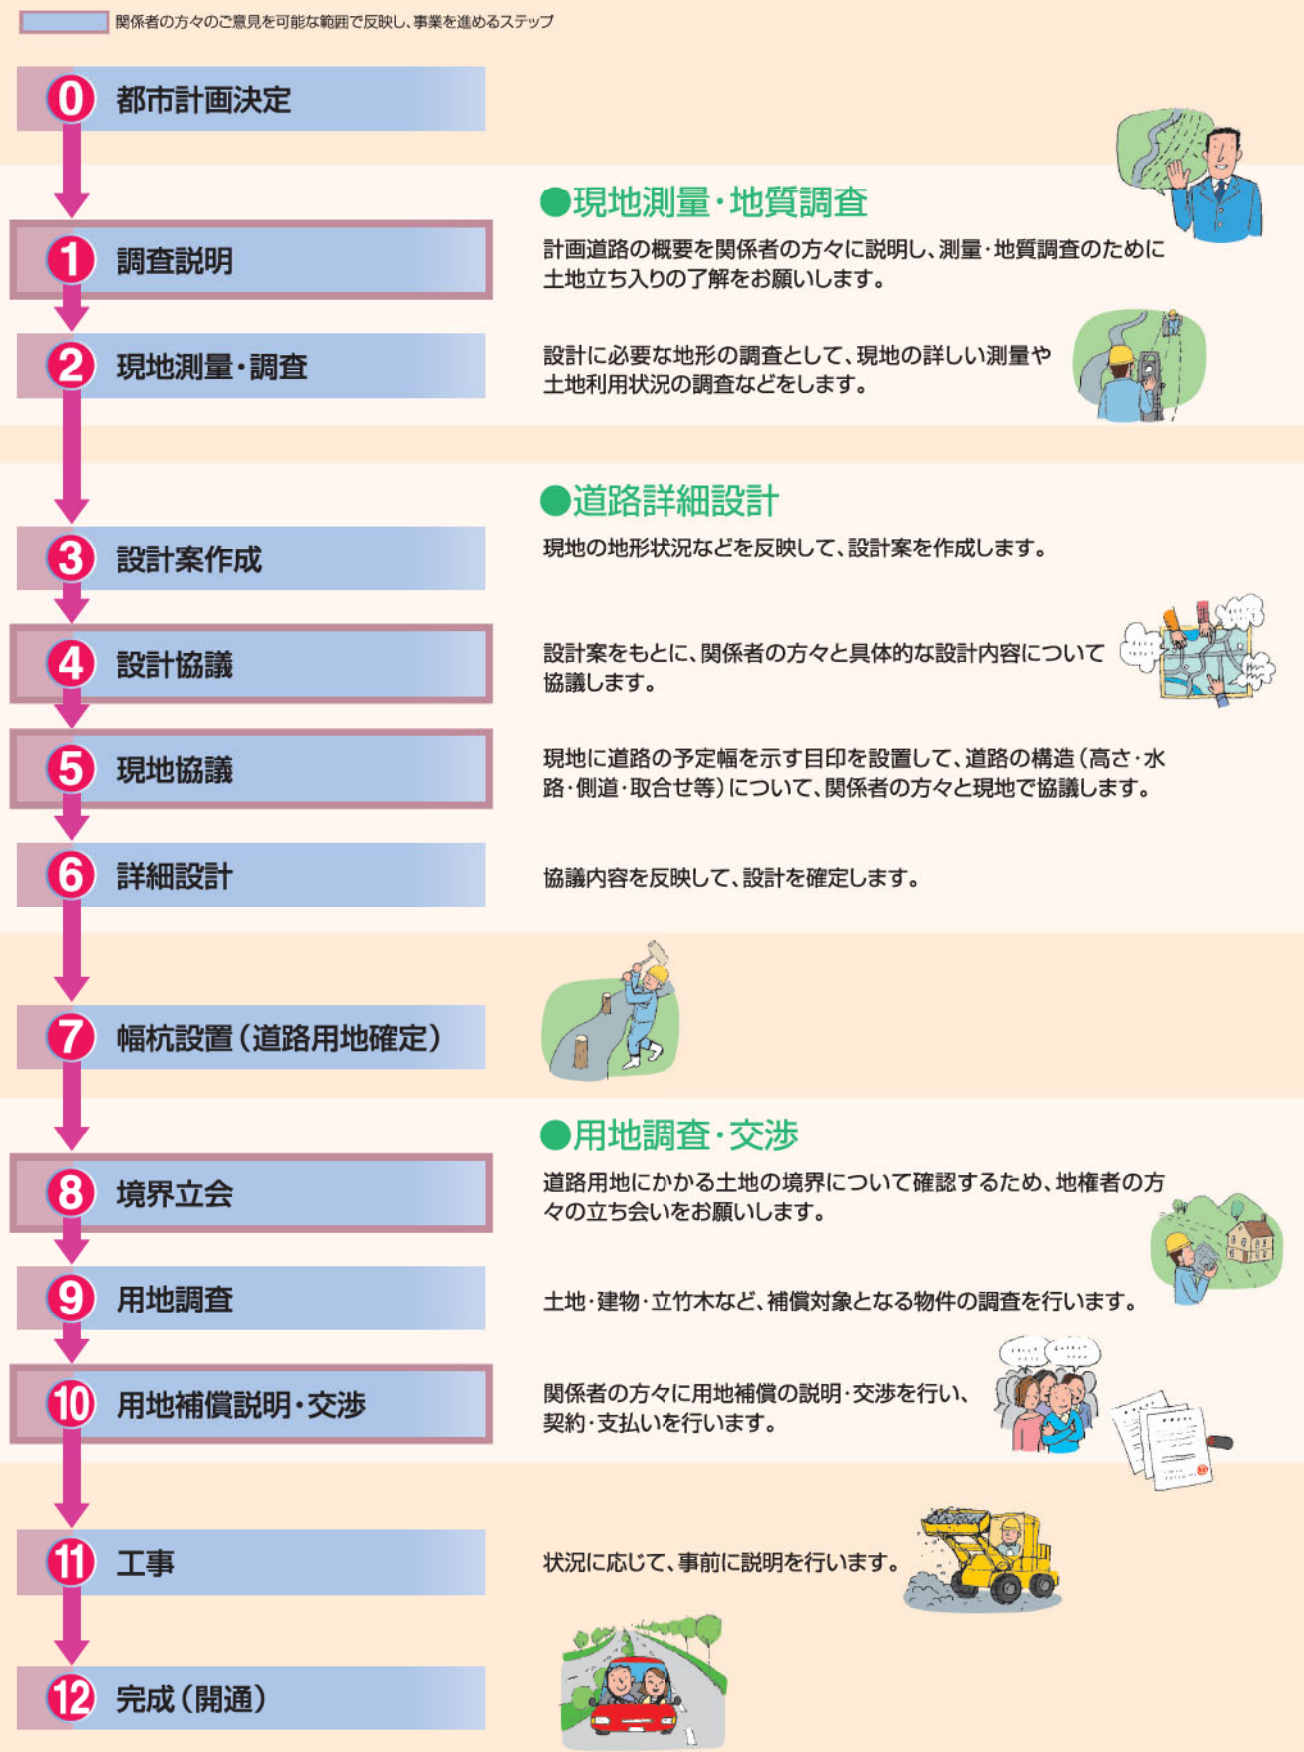 関係者の方々のご意見を可能な範囲で反映し、事業を進めるステップ
0 都市計画決定
●現地測量・地質調査
1 調査説明
計画道路の概要を関係者の方々に説明し、測量・地質調査のために
土地立ち入りの了解をお願いします。
2 現地測量・調査
設計に必要な地形の調査として、現地の詳しい測量や
土地利用状況の調査などをします。
●道路詳細設計
3 設計案作成
現地の地形状況などを反映して、設計案を作成します。
4 設計協議
設計案をもとに、関係者の方々と具体的な設計内容について
協議します。
5 現地協議
現地に道路の予定幅を示す目印を設置して、道路の構造(高さ・水
路・側道・取合せ等)について、関係者の方々と現地で協議します。
6 詳細設計
協議内容を反映して、設計を確定します。
7 幅杭設置(道路用地確定)
●用地調査・交渉
8 境界立会
道路用地にかかる土地の境界について確認するため、地権者の方
々の立ち会いをお願いします。
9 用地調査
土地・建物・立竹木など、補償対象となる物件の調査を行います。
10 用地補償説明・交渉
関係者の方々に用地補償の説明・交渉を行い、
契約・支払いを行います。
11 工事
状況に応じて、事前に説明を行います。
12 完成(開通)